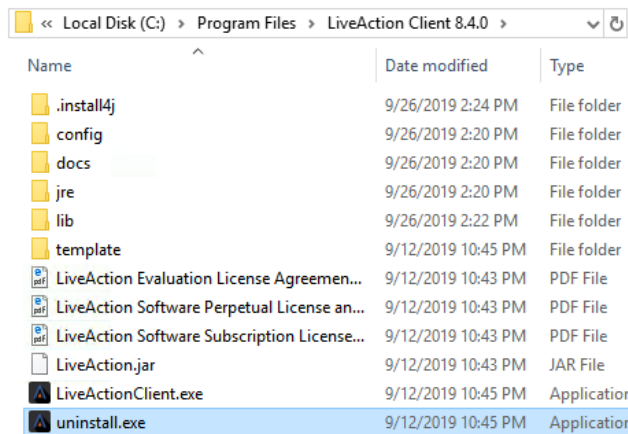 « Local Disk (C:) > Program Files > LiveAction Client 8.4.0 >
Name Date modified Type
.install4j 9/26/2019 2:24 PM File folder
config 9/26/2019 2:20 PM File folder
docs 9/26/2019 2:20 PM File folder
jre 9/26/2019 2:20 PM File folder
lib 9/26/2019 2:22 PM File folder
template 9/12/2019 10:45 PM File folder
LiveAction Evaluation License Agreemen... 9/12/2019 10:43 PM PDF File
LiveAction Software Perpetual License an... 9/12/2019 10:43 PM PDF File
LiveAction Software Subscription License... 9/12/2019 10:43 PM PDF File
LiveAction.jar 9/12/2019 10:43 PM JAR File
LiveActionClient.exe 9/12/2019 10:45 PM Application
uninstall.exe 9/12/2019 10:45 PM Application